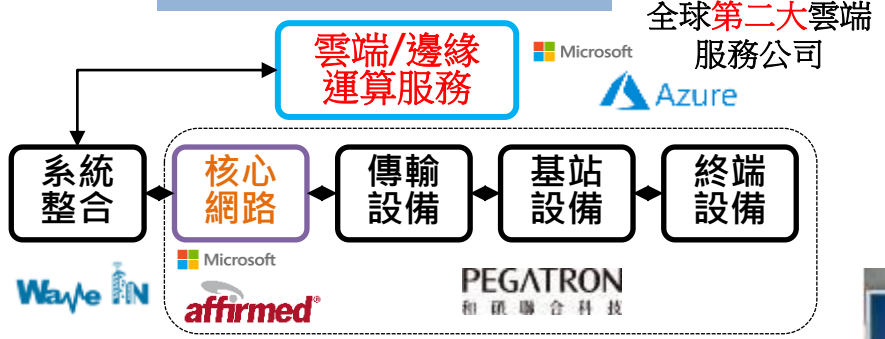 全球第二大雲端
服務公司
雲端/邊緣
運算服務
Microsoft
Azure
系統
整合
核心
網路
傳輸
設備
基站
設備
終端
設備
Microsoft
affirmed®
Wave IN
PEGATRON
和碩聯合科技